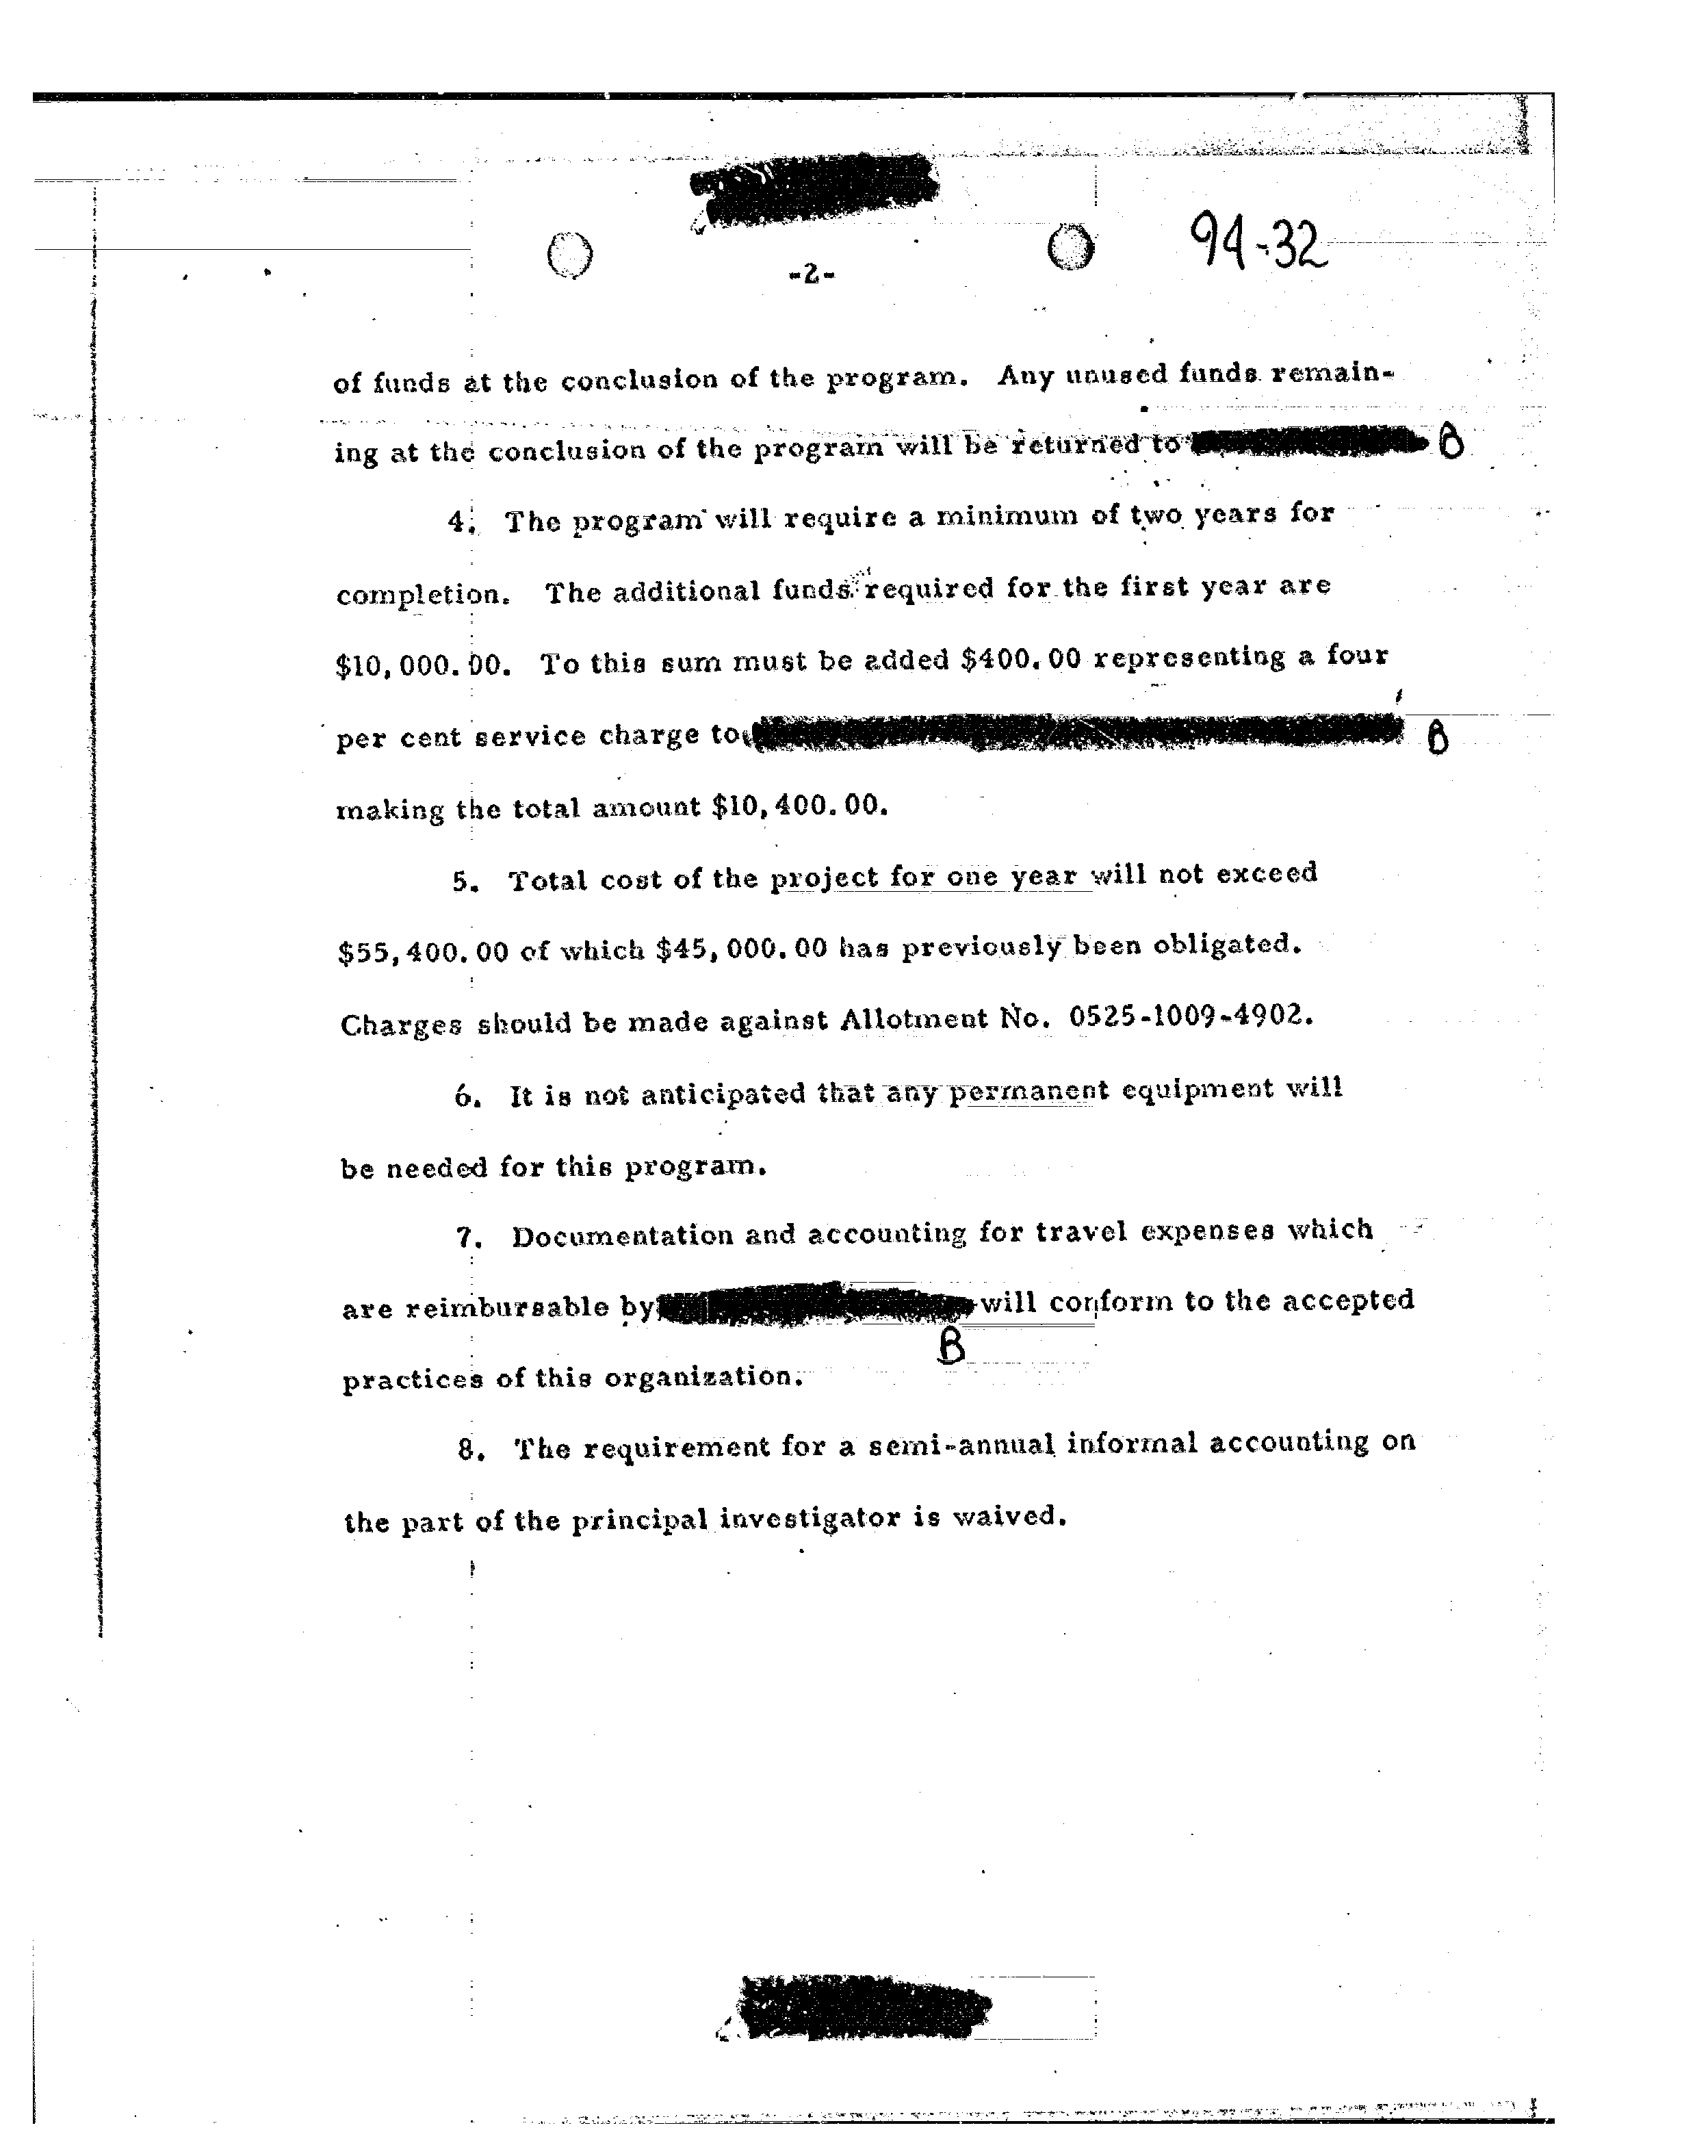 94-32
-2-
of funds at the conclusion of the program. Any unused funds remain-
ing at the conclusion of the program will be returned to B
4. The program will require a minimum of two years for
completion. The additional funds required for the first year are
$10,000.00. To this sum must be added $400.00 representing a four
per cent service charge to B
making the total amount $10,400.00.
5. Total cost of the project for one year will not exceed
$55,400.00 of which $45,000.00 has previously been obligated.
Charges should be made against Allotment No. 0525-1009-4902.
6. It is not anticipated that any permanent equipment will
be needed for this program.
7. Documentation and accounting for travel expenses which
are reimbursable by will conform to the accepted
B
practices of this organization.
8. The requirement for a semi-annual informal accounting on
the part of the principal investigator is waived.